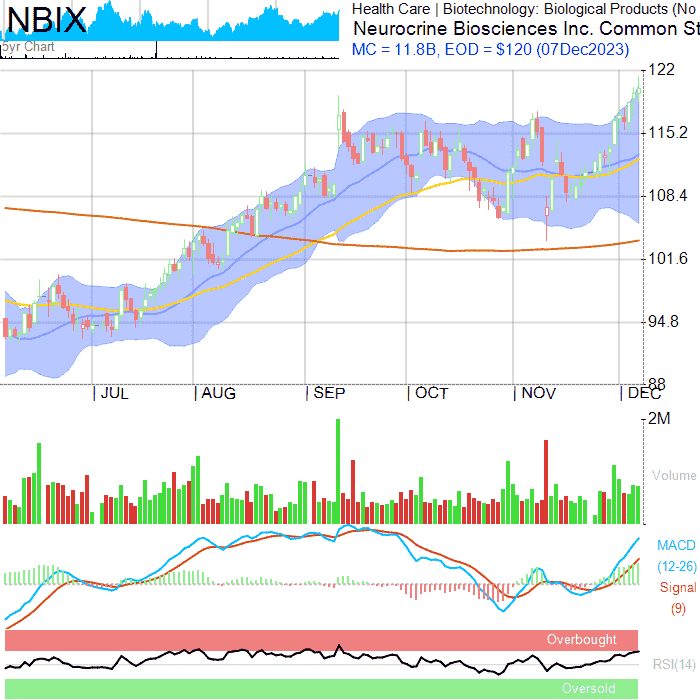 NBIX
5yr Chart
Health Care | Biotechnology: Biological Products (No
Neurocrine Biosciences Inc. Common St
MC = 11.8B, EOD = $120 (07Dec2023)
122
115.2
108.4
101.6
94.8
88
JUL AUG SEP OCT NOV DEC
2M
Volume
MACD
(12-26)
Signal
(9)
Overbought
RSI(14)
Oversold